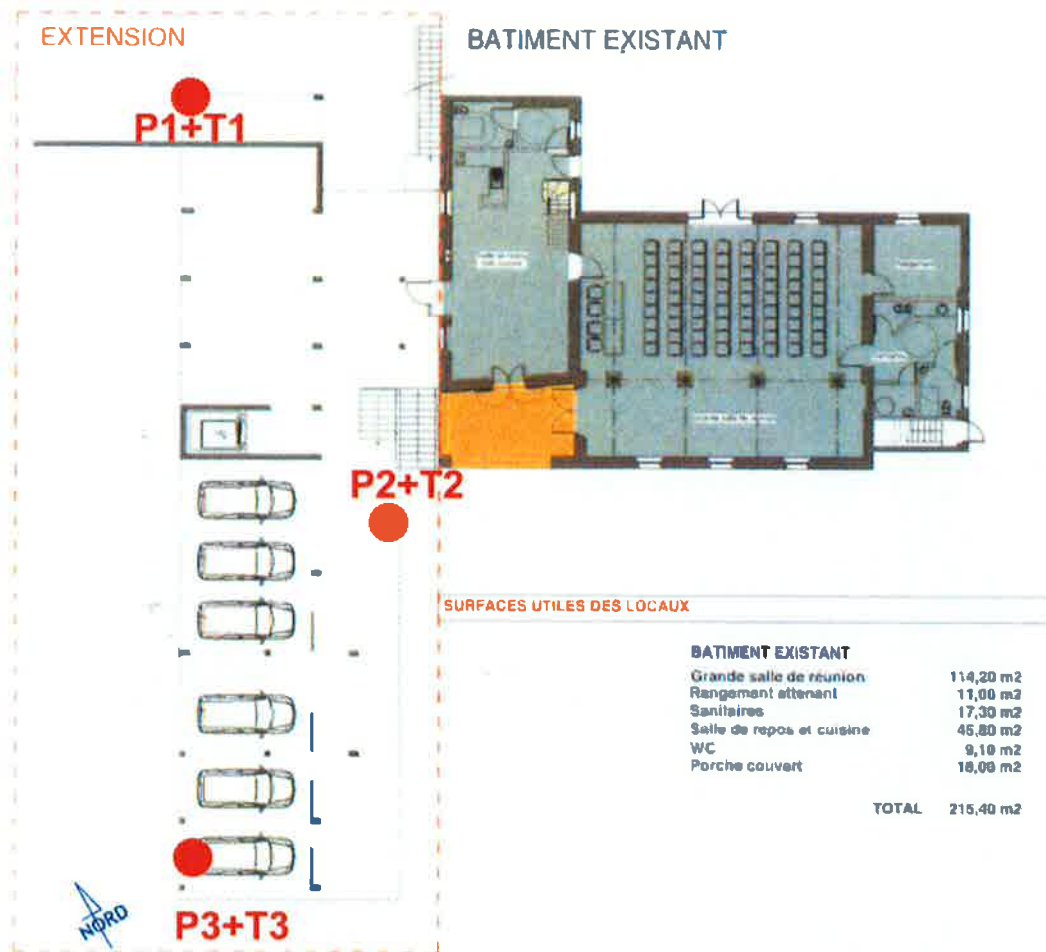 EXTENSION
BATIMENT EXISTANT
P1+T1
P2+T2
SURFACES UTILES DES LOCAUX
BATIMENT EXISTANT
Grande salle de réunion 114,20 m2
Rangement attenant 11,00 m2
Sanitaires 17,30 m2
Salle de repos et cuisine 45,80 m2
WC 9,10 m2
Porche couvert 18,00 m2
TOTAL 215,40 m2
NORD
P3+T3